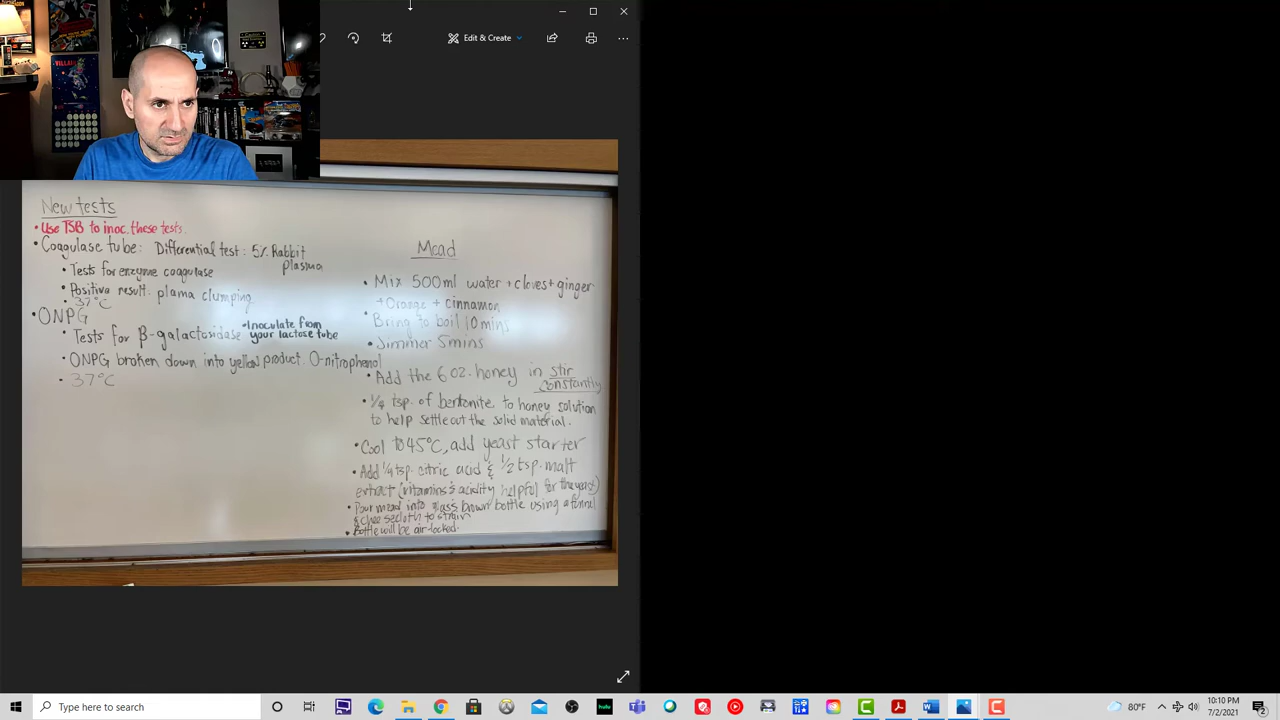 Edit & Create
New tests
• Use TSB to inoc. these tests.
• Coagulase tube: Differential test: 5% Rabbit
plasma
• Tests for enzyme coagulase
• Positive result: plama clumping
• 37°C
• ONPG
• Tests for β-galactosidase
• Inoculate from
your lactose tube
• ONPG broken down into yellow product. O-nitrophenol
• 37°C
Mead
• Mix 500ml water + cloves + ginger
+ Orange + cinnamon
• Bring to boil 10 mins
• Simmer 5 mins
• Add the 6 oz. honey in stir
constantly
• 1/4 tsp. of bentonite to honey solution
to help settle out the solid material.
• Cool to 45°C, add yeast starter
• Add 1/4 tsp. citric acid & 1/2 tsp. malt
extract (vitamins & acidity helpful for the yeast)
• Pour mead into glass brown bottle using a funnel
& cheesecloth to strain
• Bottle will be air-locked.
Type here to search
hulu
80°F
10:10 PM
7/2/2021
2